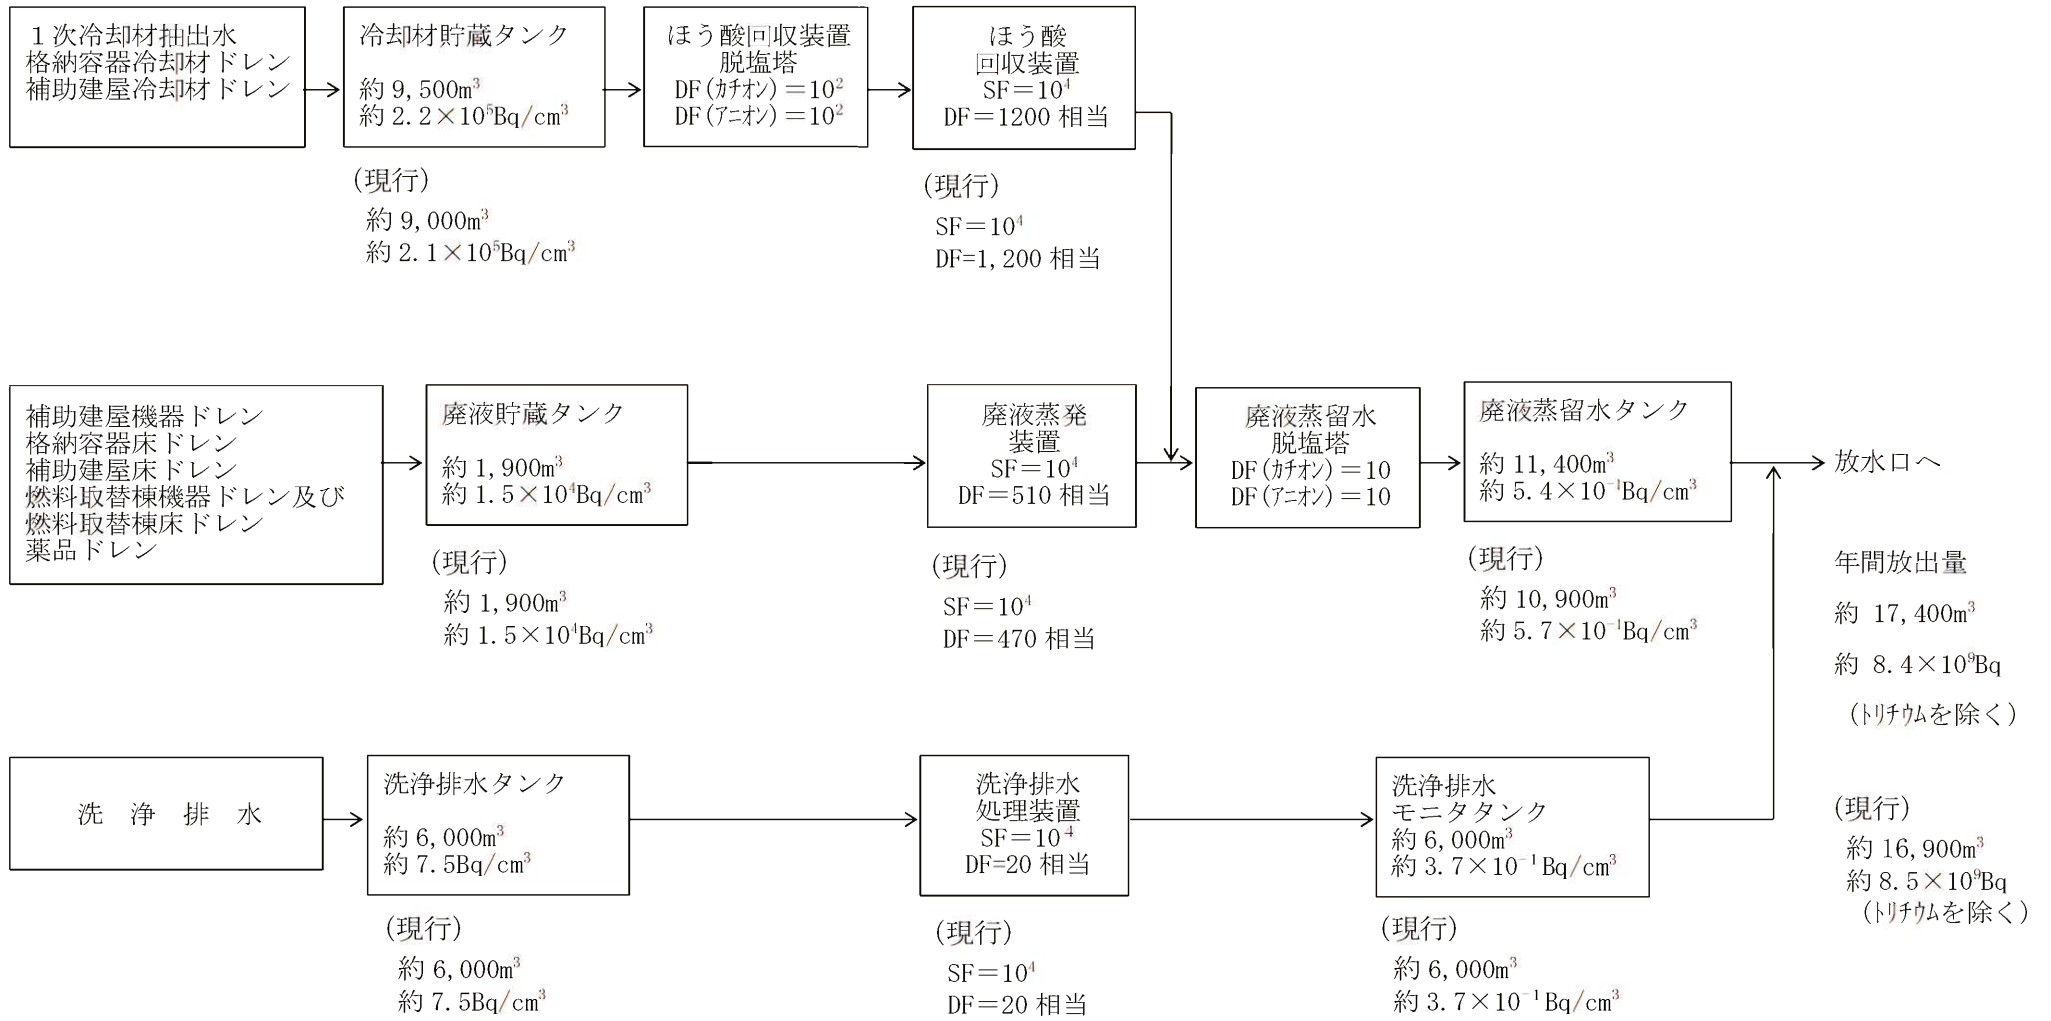 １次冷却材抽出水
格納容器冷却材ドレン
補助建屋冷却材ドレン
冷却材貯蔵タンク
約 9,500m³
約 2.2×10⁵Bq/cm³
(現行)
約 9,000m³
約 2.1×10⁵Bq/cm³
ほう酸回収装置
脱塩塔
DF(ｶﾁｵﾝ)＝10²
DF(ｱﾆｵﾝ)＝10²
ほう酸
回収装置
SF＝10⁴
DF＝1200 相当
(現行)
SF＝10⁴
DF=1,200 相当
補助建屋機器ドレン
格納容器床ドレン
補助建屋床ドレン
燃料取替棟機器ドレン及び
燃料取替棟床ドレン
薬品ドレン
廃液貯蔵タンク
約 1,900m³
約 1.5×10⁴Bq/cm³
(現行)
約 1,900m³
約 1.5×10⁴Bq/cm³
廃液蒸発
装置
SF＝10⁴
DF＝510 相当
(現行)
SF＝10⁴
DF＝470 相当
廃液蒸留水
脱塩塔
DF(ｶﾁｵﾝ)＝10
DF(ｱﾆｵﾝ)＝10
廃液蒸留水タンク
約 11,400m³
約 5.4×10⁻¹Bq/cm³
(現行)
約 10,900m³
約 5.7×10⁻¹Bq/cm³
放水口へ
年間放出量
約 17,400m³
約 8.4×10⁹Bq
(ﾄﾘﾁｳﾑを除く)
(現行)
約 16,900m³
約 8.5×10⁹Bq
(ﾄﾘﾁｳﾑを除く)
洗 浄 排 水
洗浄排水タンク
約 6,000m³
約 7.5Bq/cm³
(現行)
約 6,000m³
約 7.5Bq/cm³
洗浄排水
処理装置
SF＝10⁴
DF=20 相当
(現行)
SF＝10⁴
DF＝20 相当
洗浄排水
モニタタンク
約 6,000m³
約 3.7×10⁻¹Bq/cm³
(現行)
約 6,000m³
約 3.7×10⁻¹Bq/cm³